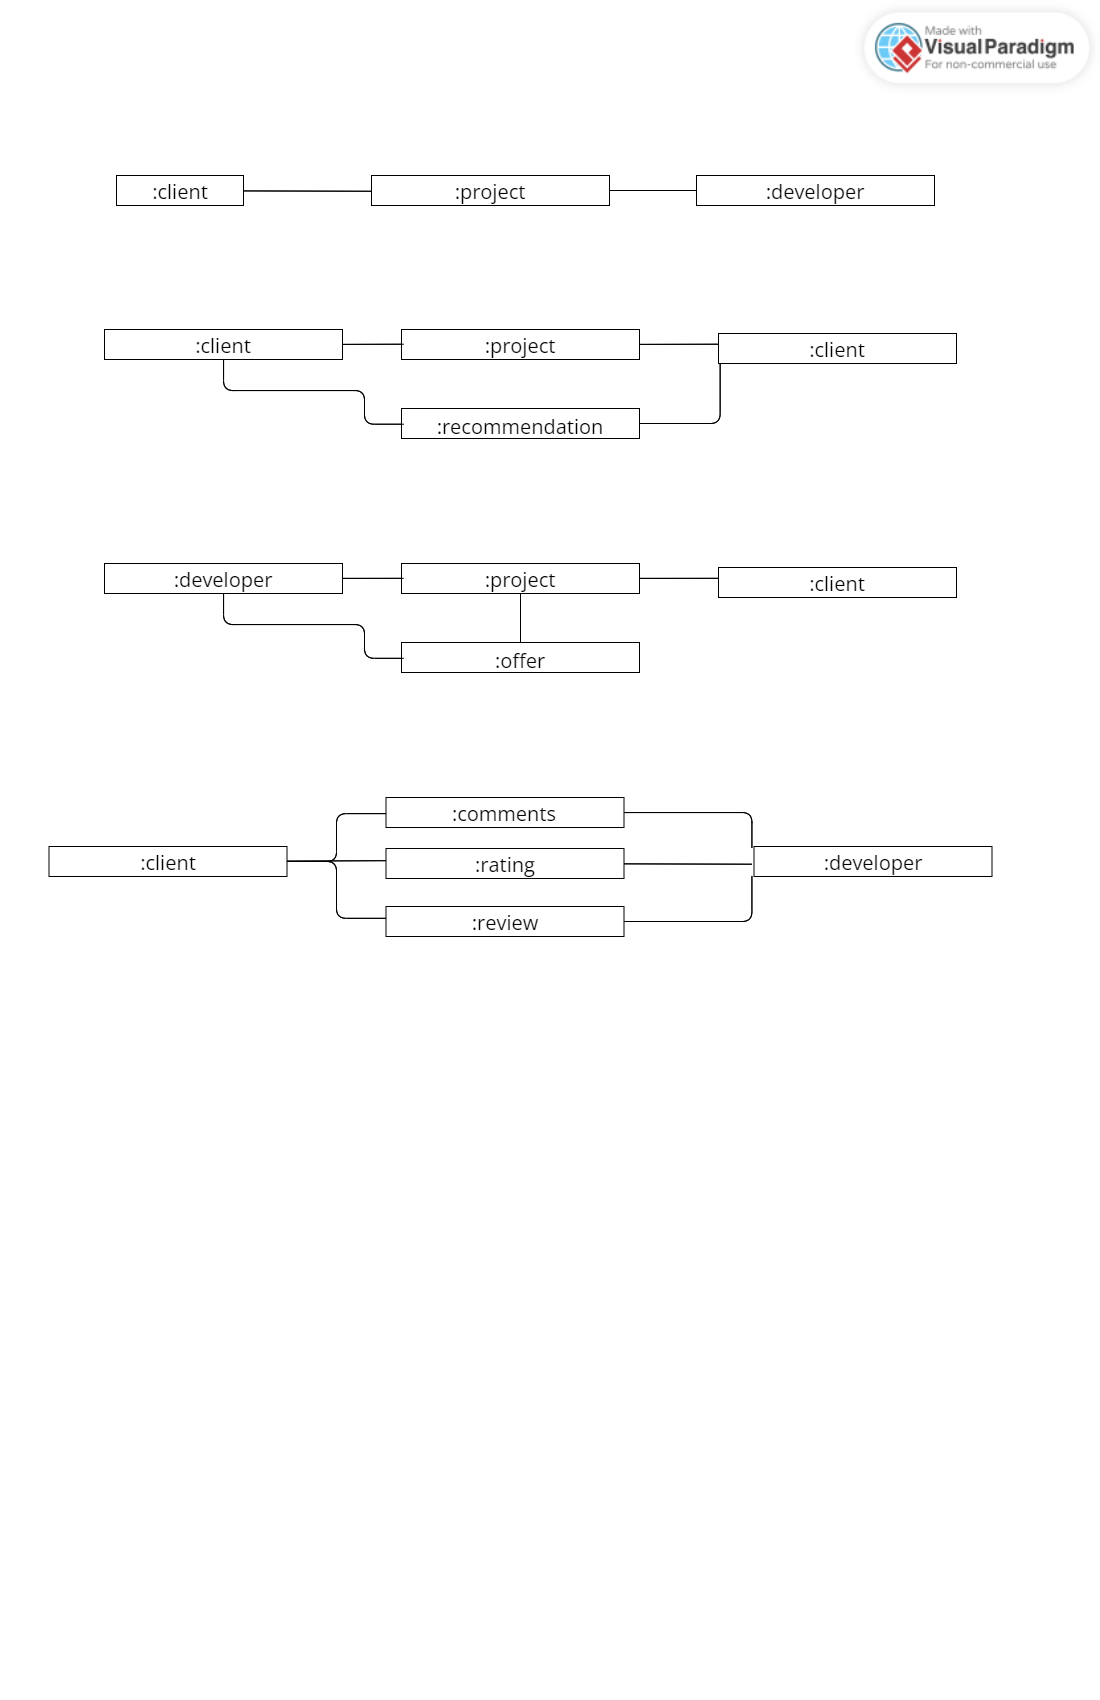 Made with
Visual Paradigm
For non-commercial use
:client
:project
:developer
:client
:project
:client
:recommendation
:developer
:project
:client
:offer
:comments
:client
:rating
:developer
:review